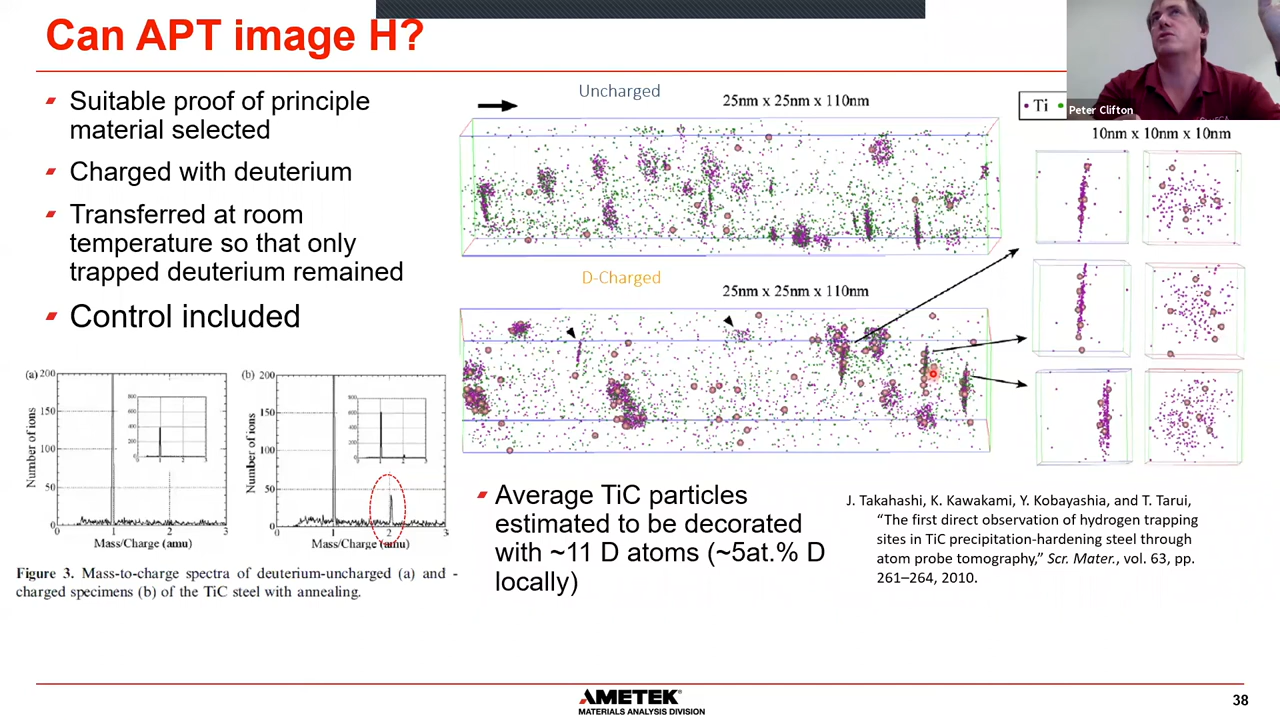 Can APT image H?
Suitable proof of principle
material selected
Charged with deuterium
Transferred at room
temperature so that only
trapped deuterium remained
Control included
Uncharged
25nm x 25nm x 110nm
Ti
Peter Clifton
10nm x 10nm x 10nm
D-Charged
25nm x 25nm x 110nm
(a)
200
150
100
50
0
0
1
2
3
Number of ions
Mass/Charge (amu)
(b)
200
150
100
50
0
0
1
2
3
Number of ions
Mass/Charge (amu)
Figure 3. Mass-to-charge spectra of deuterium-uncharged (a) and -
charged specimens (b) of the TiC steel with annealing.
Average TiC particles
estimated to be decorated
with ~11 D atoms (~5at.% D
locally)
J. Takahashi, K. Kawakami, Y. Kobayashia, and T. Tarui,
“The first direct observation of hydrogen trapping
sites in TiC precipitation-hardening steel through
atom probe tomography,” Scr. Mater., vol. 63, pp.
261–264, 2010.
AMETEK®
MATERIALS ANALYSIS DIVISION
38